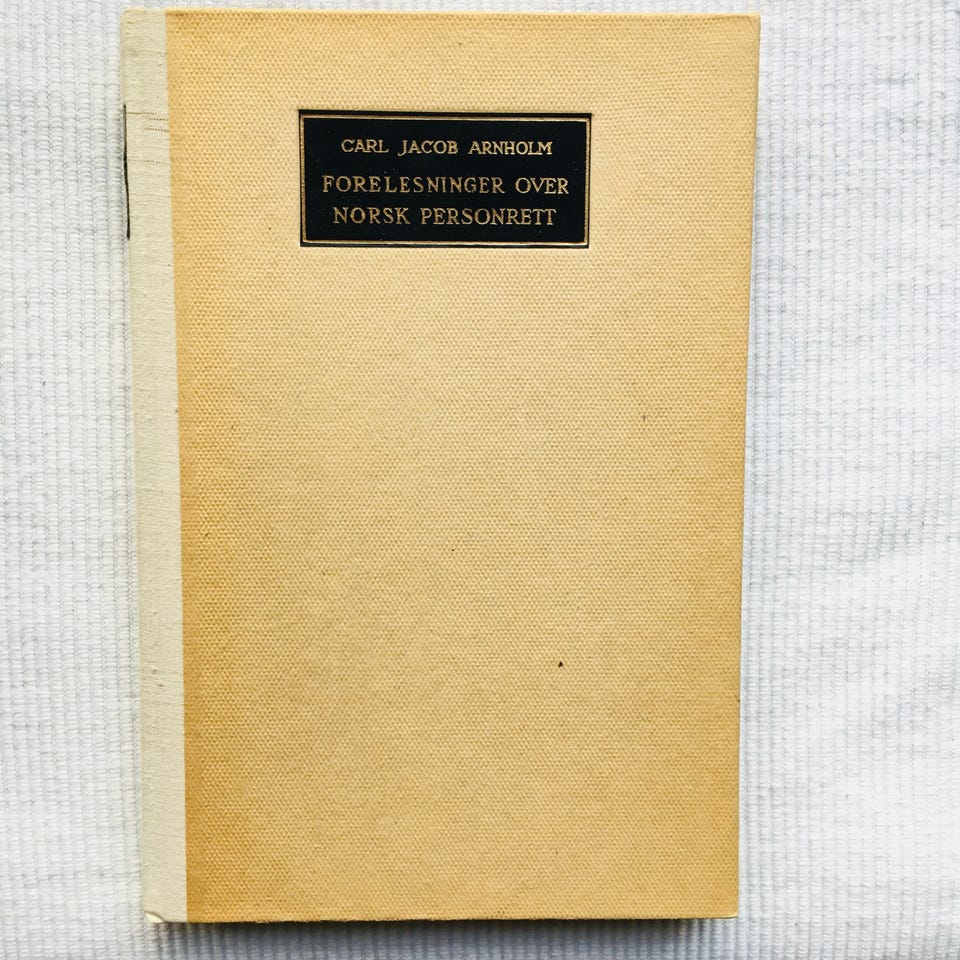 CARL JACOB ARNHOLM
FORELESNINGER OVER
NORSK PERSONRETT